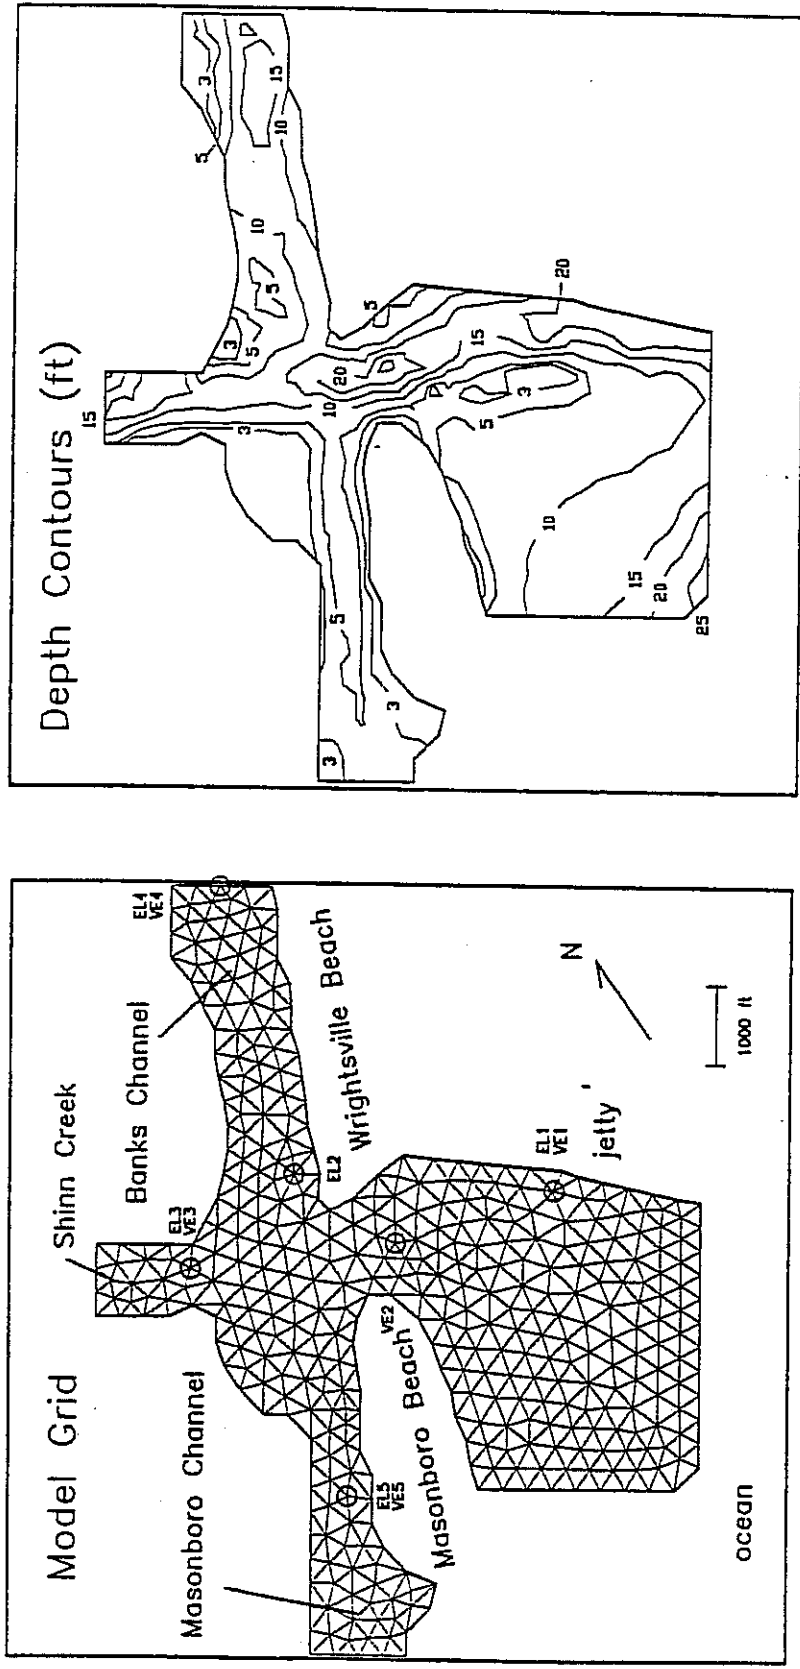 Depth Contours (ft)
15
3
5
3
15
10
10
5
3
5
20
10
5
20
15
3
5
5
3
3
10
15
20
25
Model Grid
Shinn Creek
Banks Channel
Masonboro Channel
EL4
VE4
EL3
VE3
EL2
Wrightsville Beach
VE2
EL5
VE5
Masonboro Beach
EL1
VE1
jetty
N
1000 ft
ocean